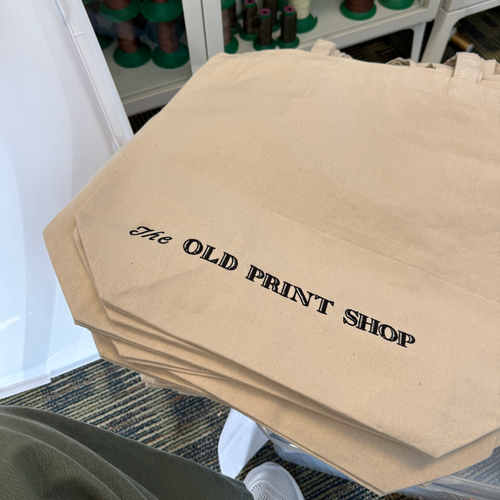 The OLD PRINT SHOP